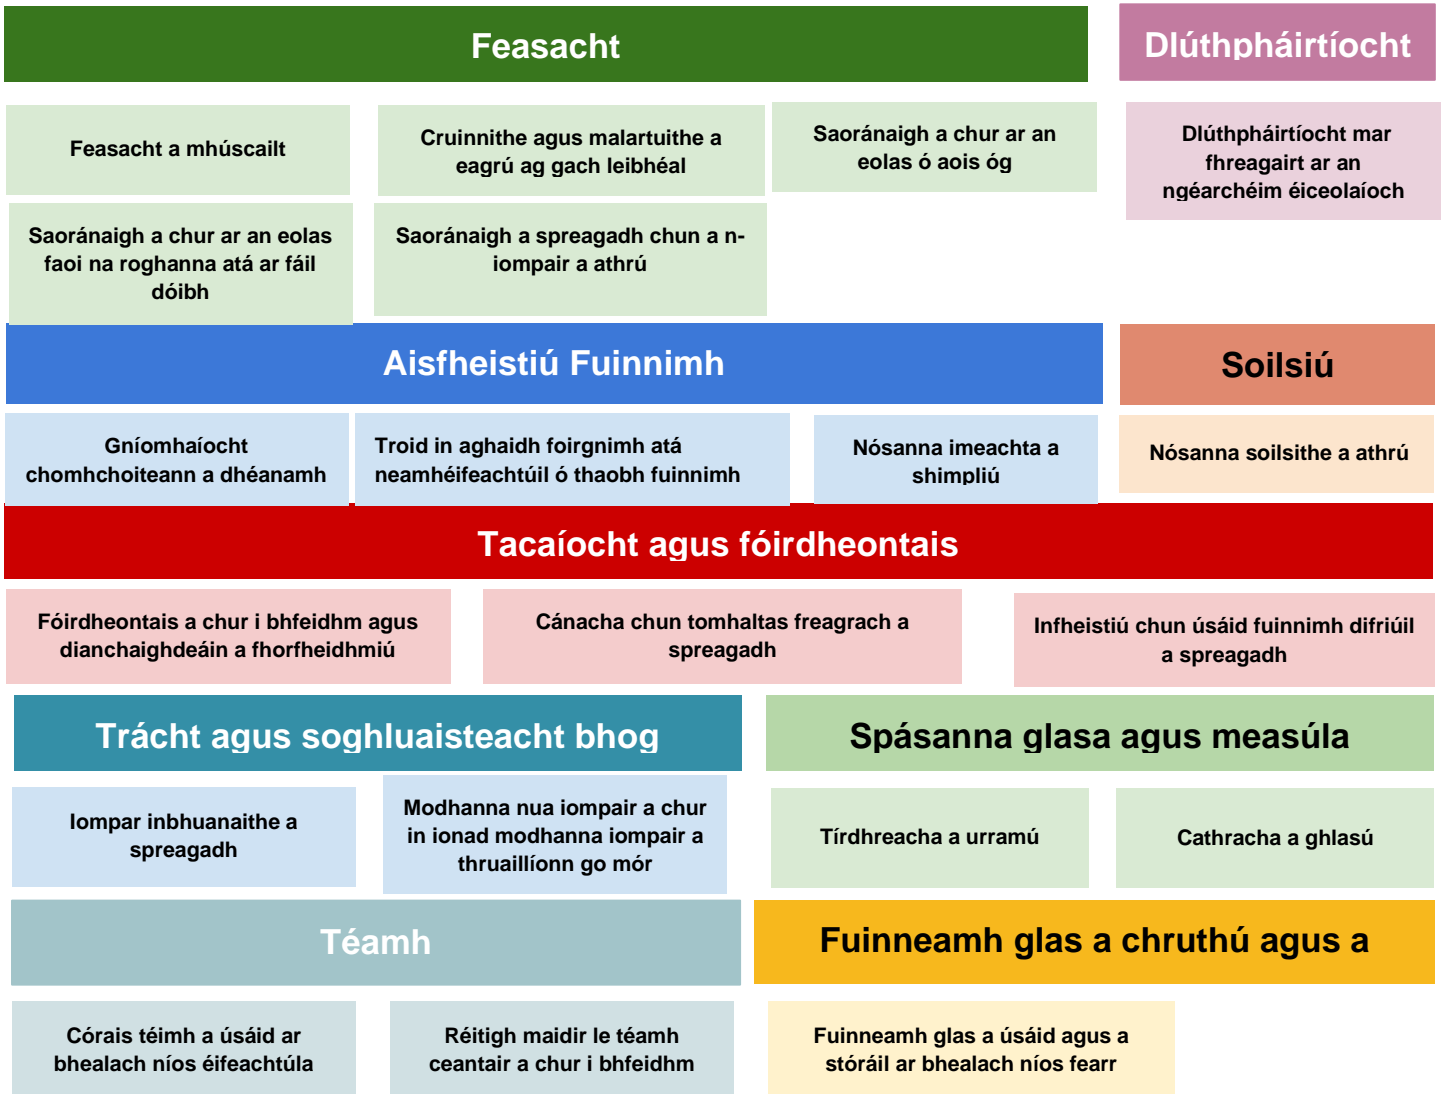 Feasacht
Dlúthpháirtíocht
Feasacht a mhúscailt
Cruinnithe agus malartuithe a
eagrú ag gach leibhéal
Saoránaigh a chur ar an
eolas ó aois óg
Dlúthpháirtíocht mar
fhreagairt ar an
ngéarchéim éiceolaíoch
Saoránaigh a chur ar an eolas
faoi na roghanna atá ar fáil
dóibh
Saoránaigh a spreagadh chun a n-
iompair a athrú
Aisfheistiú Fuinnimh
Soilsiú
Gníomhaíocht
chomhchoiteann a dhéanamh
Troid in aghaidh foirgnimh atá
neamhéifeachtúil ó thaobh fuinnimh
Nósanna imeachta a
shimpliú
Nósanna soilsithe a athrú
Tacaíocht agus fóirdheontais
Fóirdheontais a chur i bhfeidhm agus
dianchaighdeáin a fhorfheidhmiú
Cánacha chun tomhaltas freagrach a
spreagadh
Infheistiú chun úsáid fuinnimh difriúil
a spreagadh
Trácht agus soghluaisteacht bhog
Spásanna glasa agus measúla
Iompar inbhuanaithe a
spreagadh
Modhanna nua iompair a chur
in ionad modhanna iompair a
thruaillíonn go mór
Tírdhreacha a urramú
Cathracha a ghlasú
Téamh
Fuinneamh glas a chruthú agus a
Córais téimh a úsáid ar
bhealach níos éifeachtúla
Réitigh maidir le téamh
ceantair a chur i bhfeidhm
Fuinneamh glas a úsáid agus a
stóráil ar bhealach níos fearr